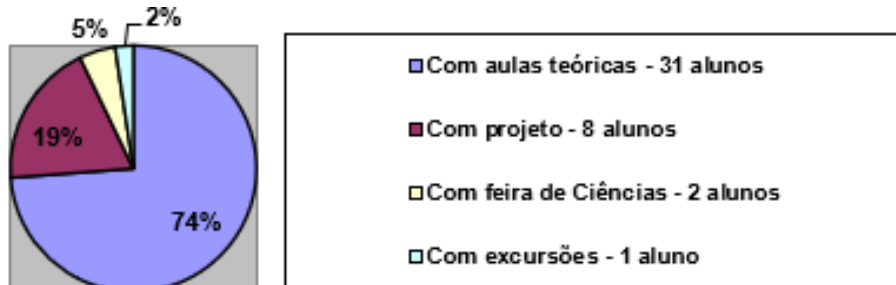 5%
2%
19%
74%
Com aulas teóricas - 31 alunos
Com projeto - 8 alunos
Com feira de Ciências - 2 alunos
Com excursões - 1 aluno